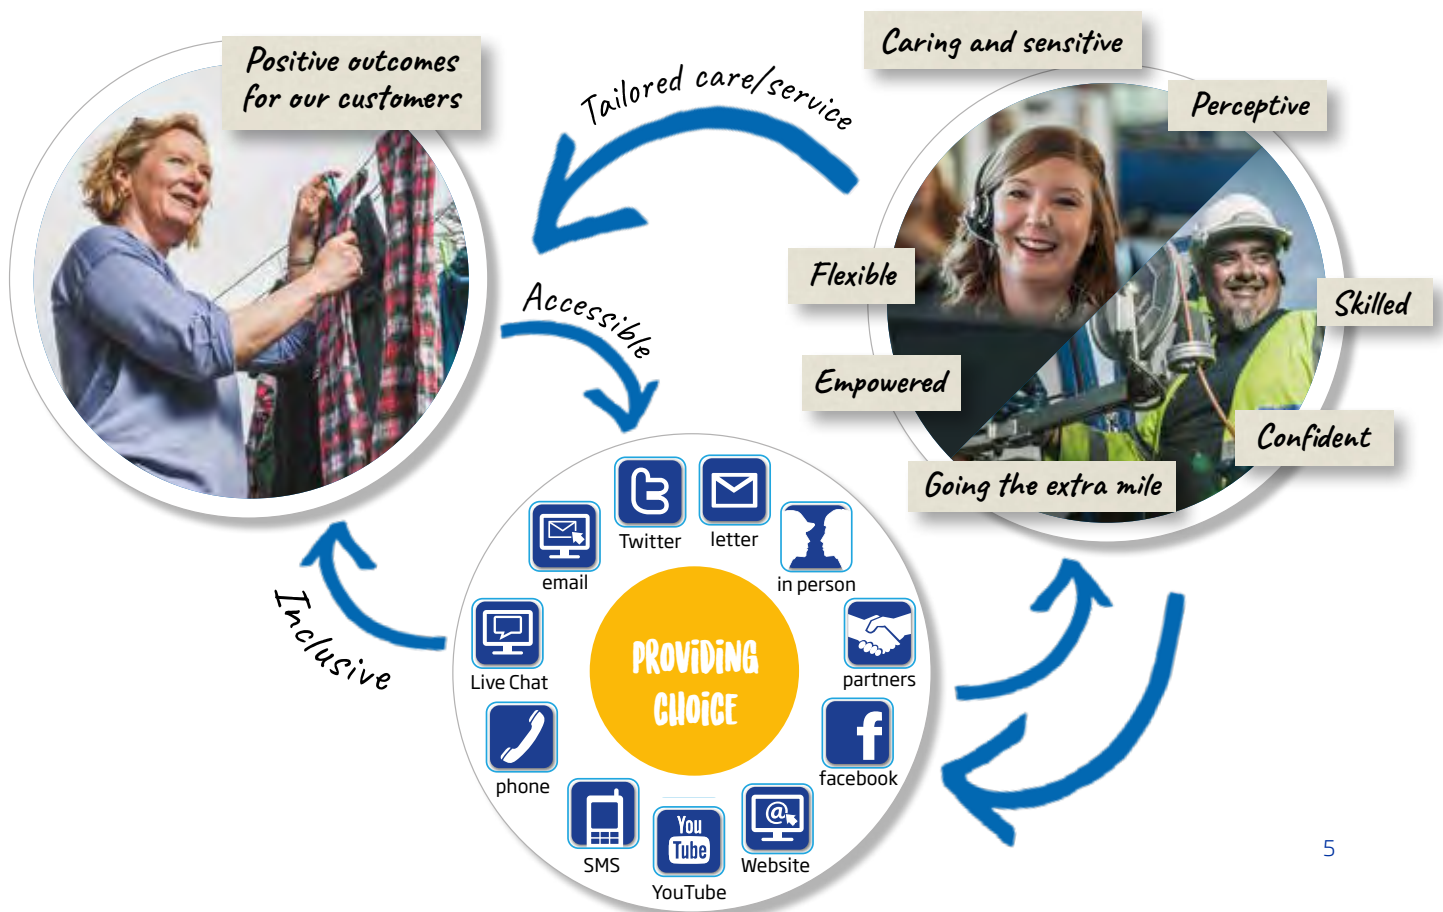 Positive outcomes
for our customers
Tailored care/service
Caring and sensitive
Perceptive
Flexible
Skilled
Empowered
Confident
Going the extra mile
Accessible
Inclusive
Twitter
letter
email
in person
Live Chat
partners
PROViDiNG
CHOiCE
phone
facebook
SMS
You
Tube
YouTube
@
Website
5